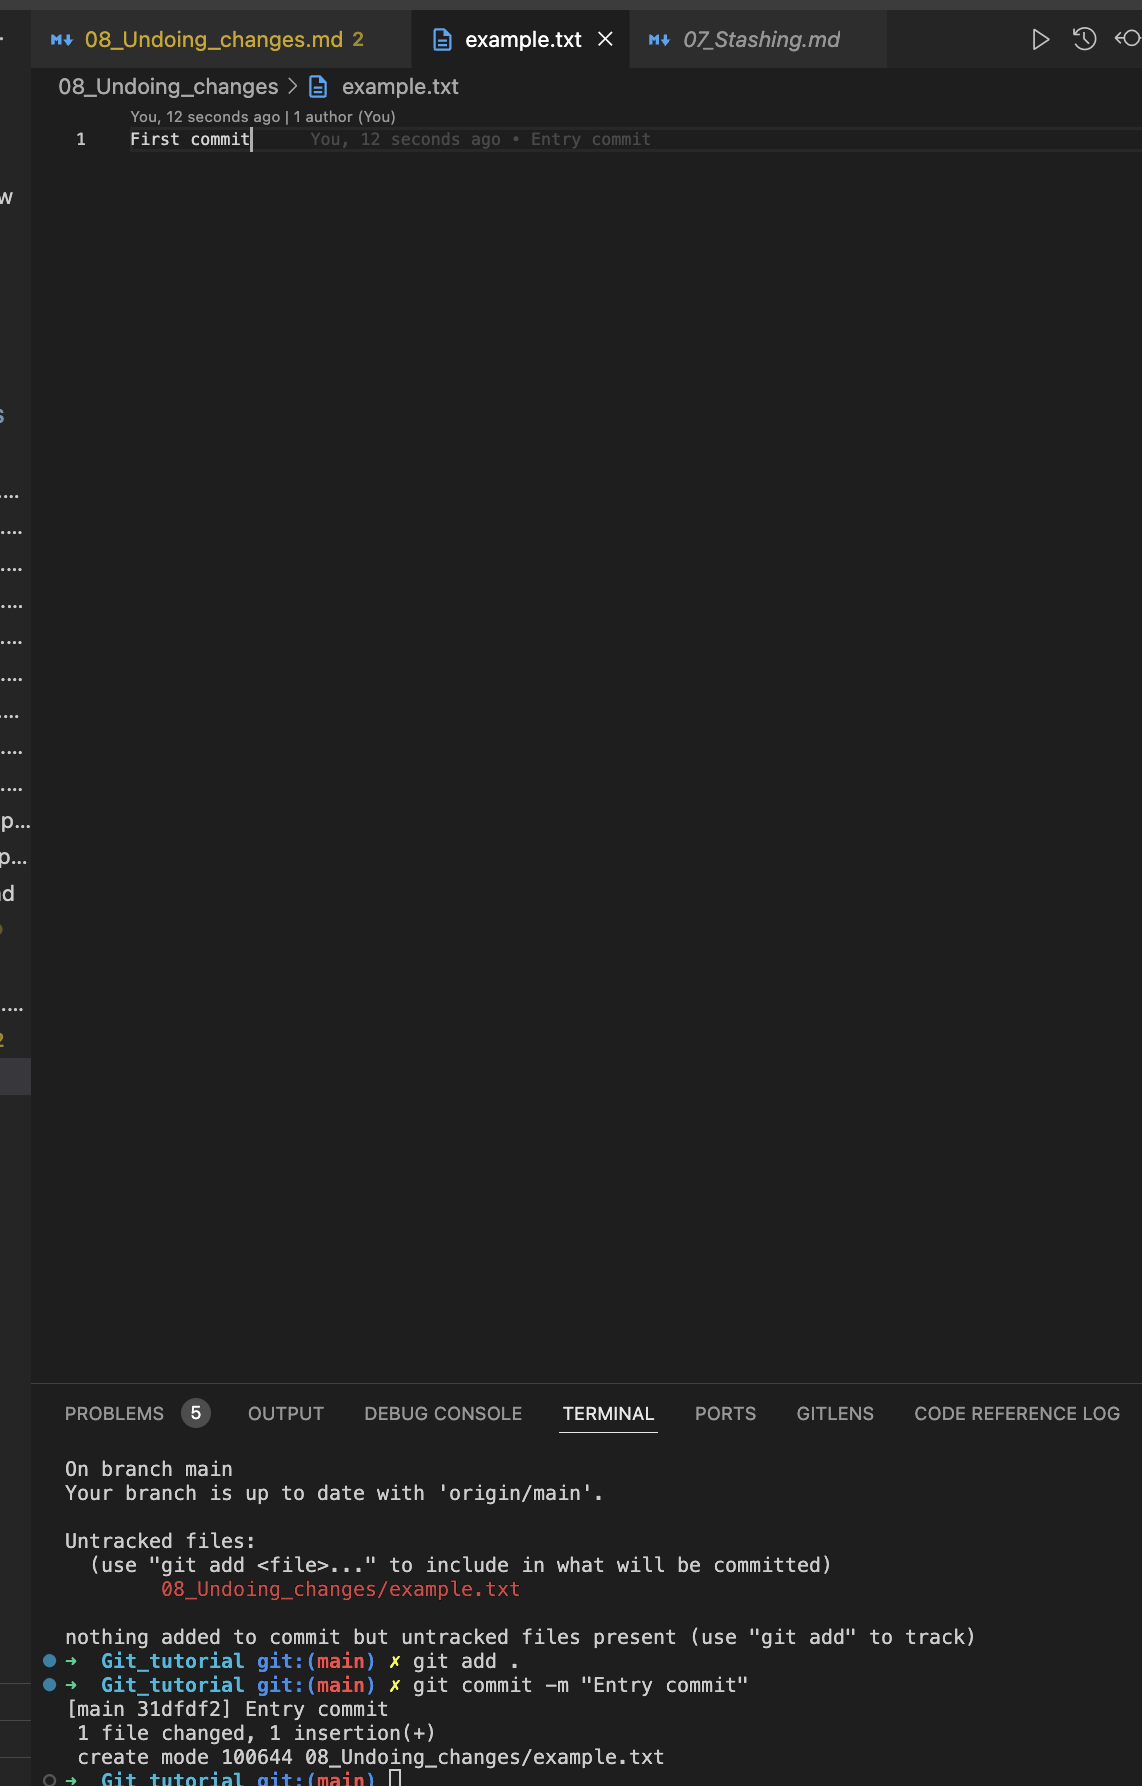 08_Undoing_changes.md 2
example.txt
07_Stashing.md
08_Undoing_changes > example.txt
You, 12 seconds ago | 1 author (You)
1 First commit You, 12 seconds ago • Entry commit
w
p...
p...
2
PROBLEMS 5 OUTPUT DEBUG CONSOLE TERMINAL PORTS GITLENS CODE REFERENCE LOG
On branch main
Your branch is up to date with 'origin/main'.
Untracked files:
(use "git add <file>..." to include in what will be committed)
08_Undoing_changes/example.txt
nothing added to commit but untracked files present (use "git add" to track)
➜ Git_tutorial git:(main) ✗ git add .
➜ Git_tutorial git:(main) ✗ git commit -m "Entry commit"
[main 31dfdf2] Entry commit
1 file changed, 1 insertion(+)
create mode 100644 08_Undoing_changes/example.txt
➜ Git_tutorial git:(main)